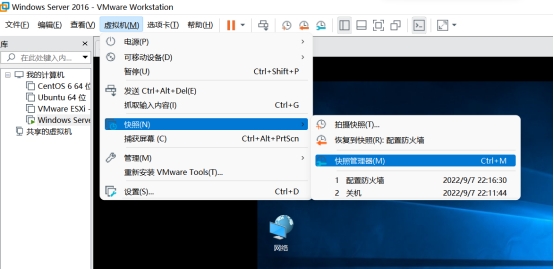 Windows Server 2016 - VMware Workstation
文件(F) 编辑(E) 查看(V) 虚拟机(M) 选项卡(T) 帮助(H)
库
在此处键入内...
我的计算机
CentOS 6 64 位
Ubuntu 64 位
VMware ESXi -
Windows Serve
共享的虚拟机
电源(P)
可移动设备(D)
暂停(U) Ctrl+Shift+P
发送 Ctrl+Alt+Del(E)
抓取输入内容(I) Ctrl+G
快照(N)
捕获屏幕 (C) Ctrl+Alt+PrtScn
管理(M)
重新安装 VMware Tools(T)...
设置(S)... Ctrl+D
拍摄快照(T)...
恢复到快照(R): 配置防火墙
快照管理器(M) Ctrl+M
1 配置防火墙 2022/9/7 22:16:30
2 关机 2022/9/7 22:11:44
网络